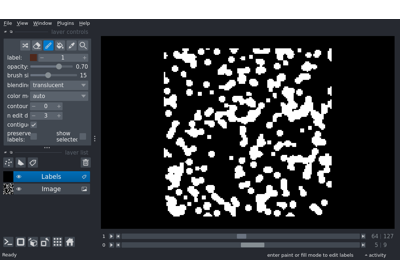 File View Window Plugins Help
layer controls
label: 1
opacity: 0.70
brush si 15
blending translucent
color m auto
contour 0
n edit d 3
contigu
preserve labels: show selected
layer list
Labels
Image
1 64 127
0 5 9
Ready enter paint or fill mode to edit labels activity